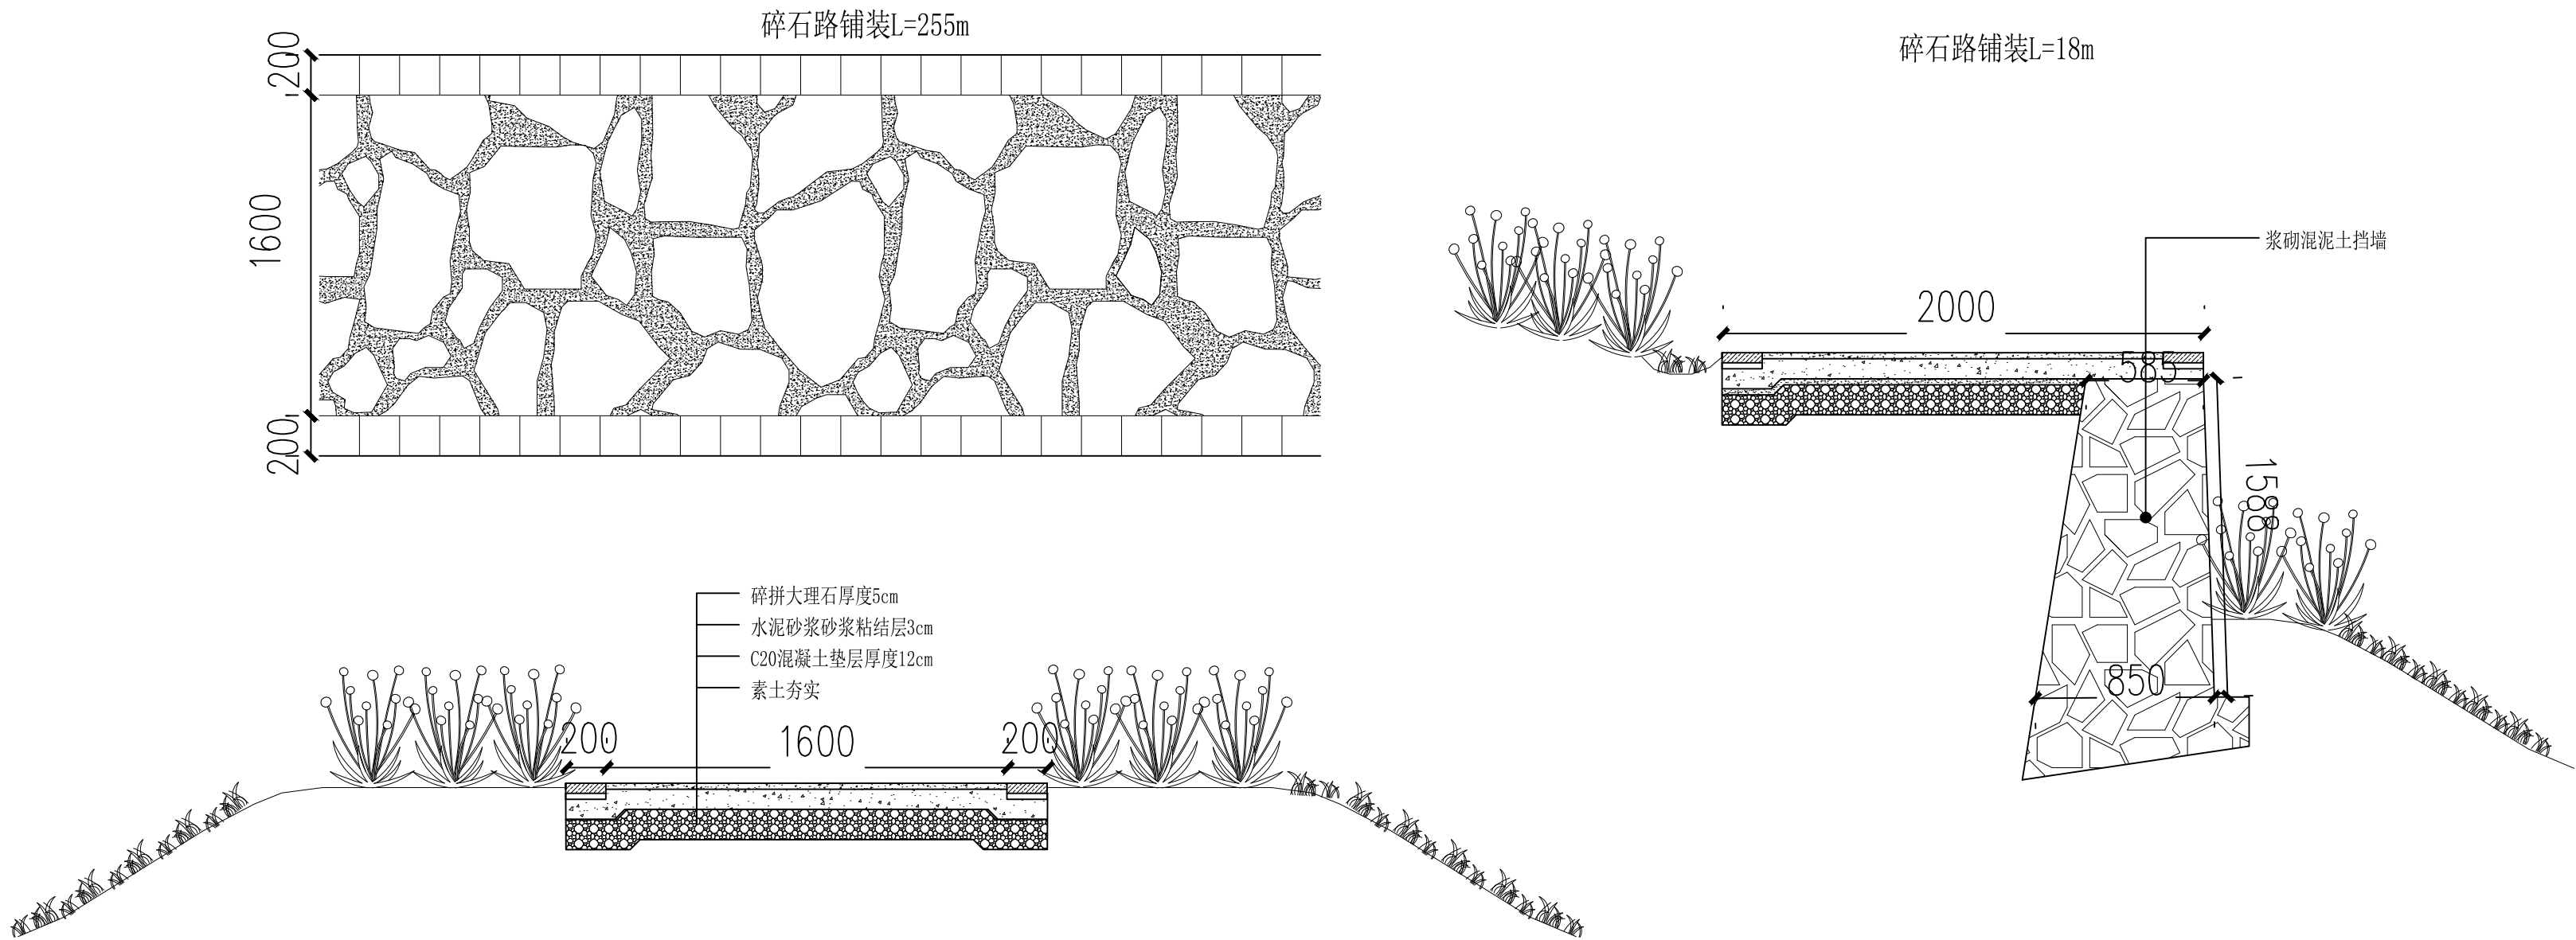 碎石路铺装L=255m
200
1600
200
碎石路铺装L=18m
浆砌混泥土挡墙
2000
585
1588
850
碎拼大理石厚度5cm
水泥砂浆砂浆粘结层3cm
C20混凝土垫层厚度12cm
素土夯实
200
1600
200